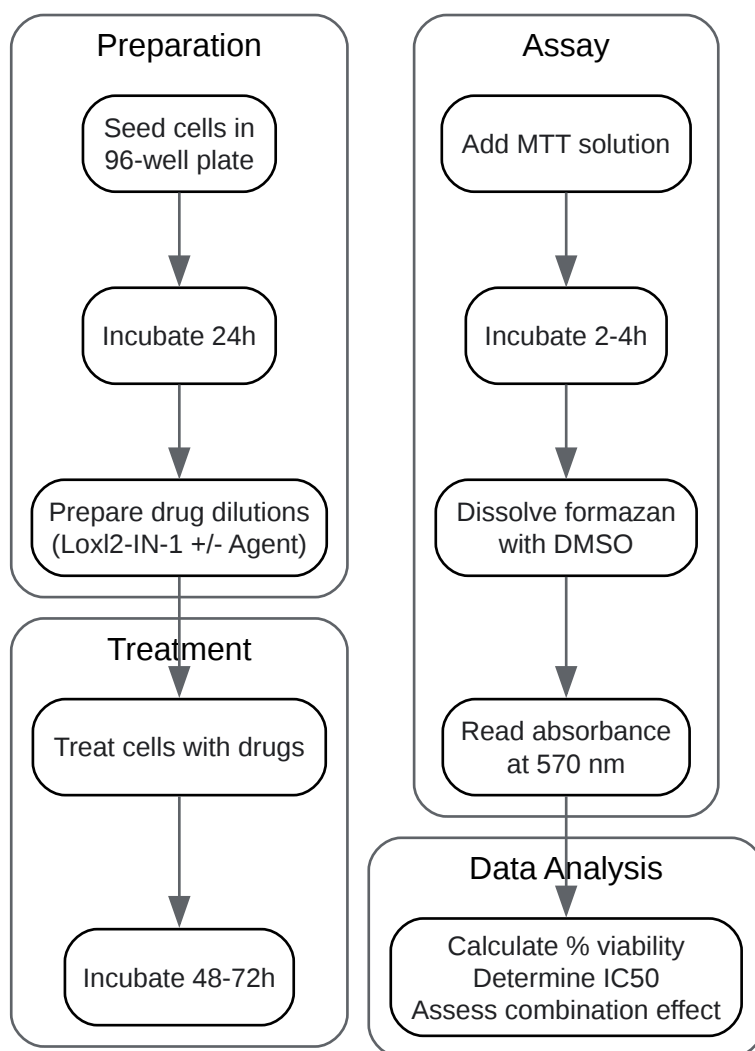 Preparation
Seed cells in
96-well plate
Incubate 24h
Prepare drug dilutions
(Loxl2-IN-1 +/- Agent)
Treatment
Treat cells with drugs
Incubate 48-72h
Assay
Add MTT solution
Incubate 2-4h
Dissolve formazan
with DMSO
Read absorbance
at 570 nm
Data Analysis
Calculate % viability
Determine IC50
Assess combination effect